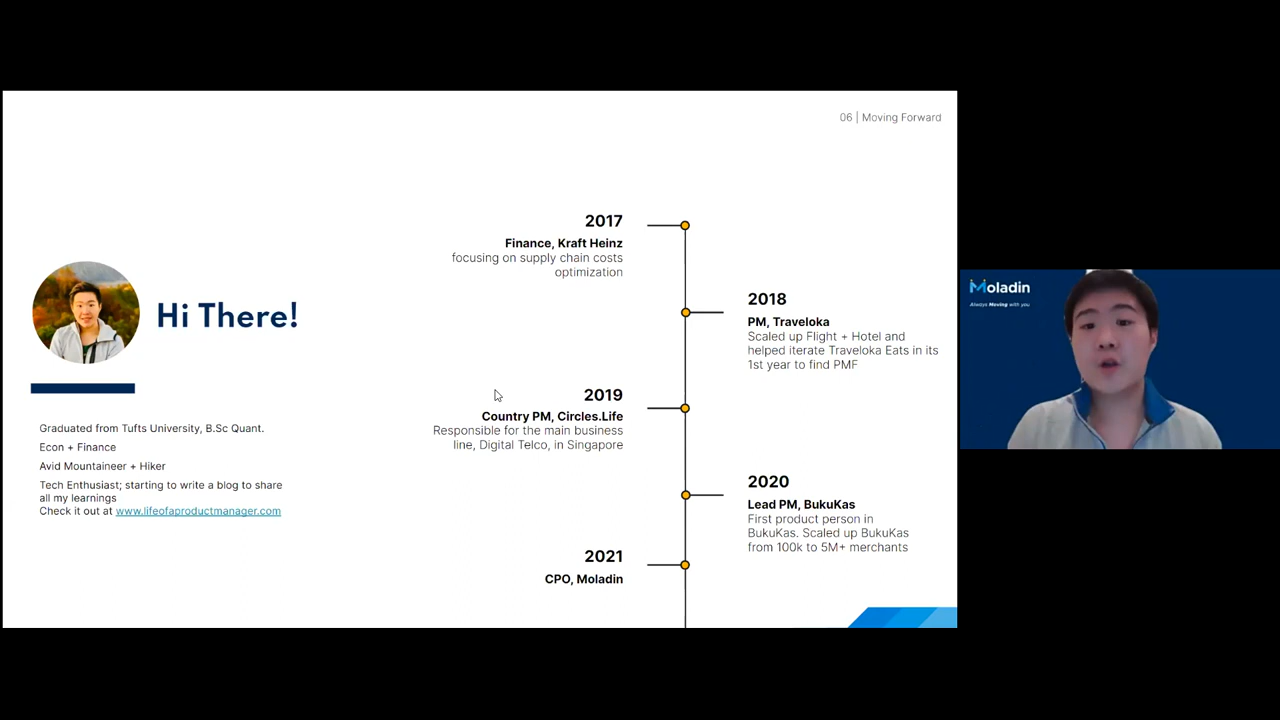 06 | Moving Forward
Hi There!
Graduated from Tufts University, B.Sc Quant.
Econ + Finance
Avid Mountaineer + Hiker
Tech Enthusiast; starting to write a blog to share
all my learnings
Check it out at www.lifeofaproductmanager.com
2017
Finance, Kraft Heinz
focusing on supply chain costs
optimization
2018
PM, Traveloka
Scaled up Flight + Hotel and
helped iterate Traveloka Eats in its
1st year to find PMF
2019
Country PM, Circles.Life
Responsible for the main business
line, Digital Telco, in Singapore
2020
Lead PM, BukuKas
First product person in
BukuKas. Scaled up BukuKas
from 100k to 5M+ merchants
2021
CPO, Moladin
Moladin
Always Moving with you